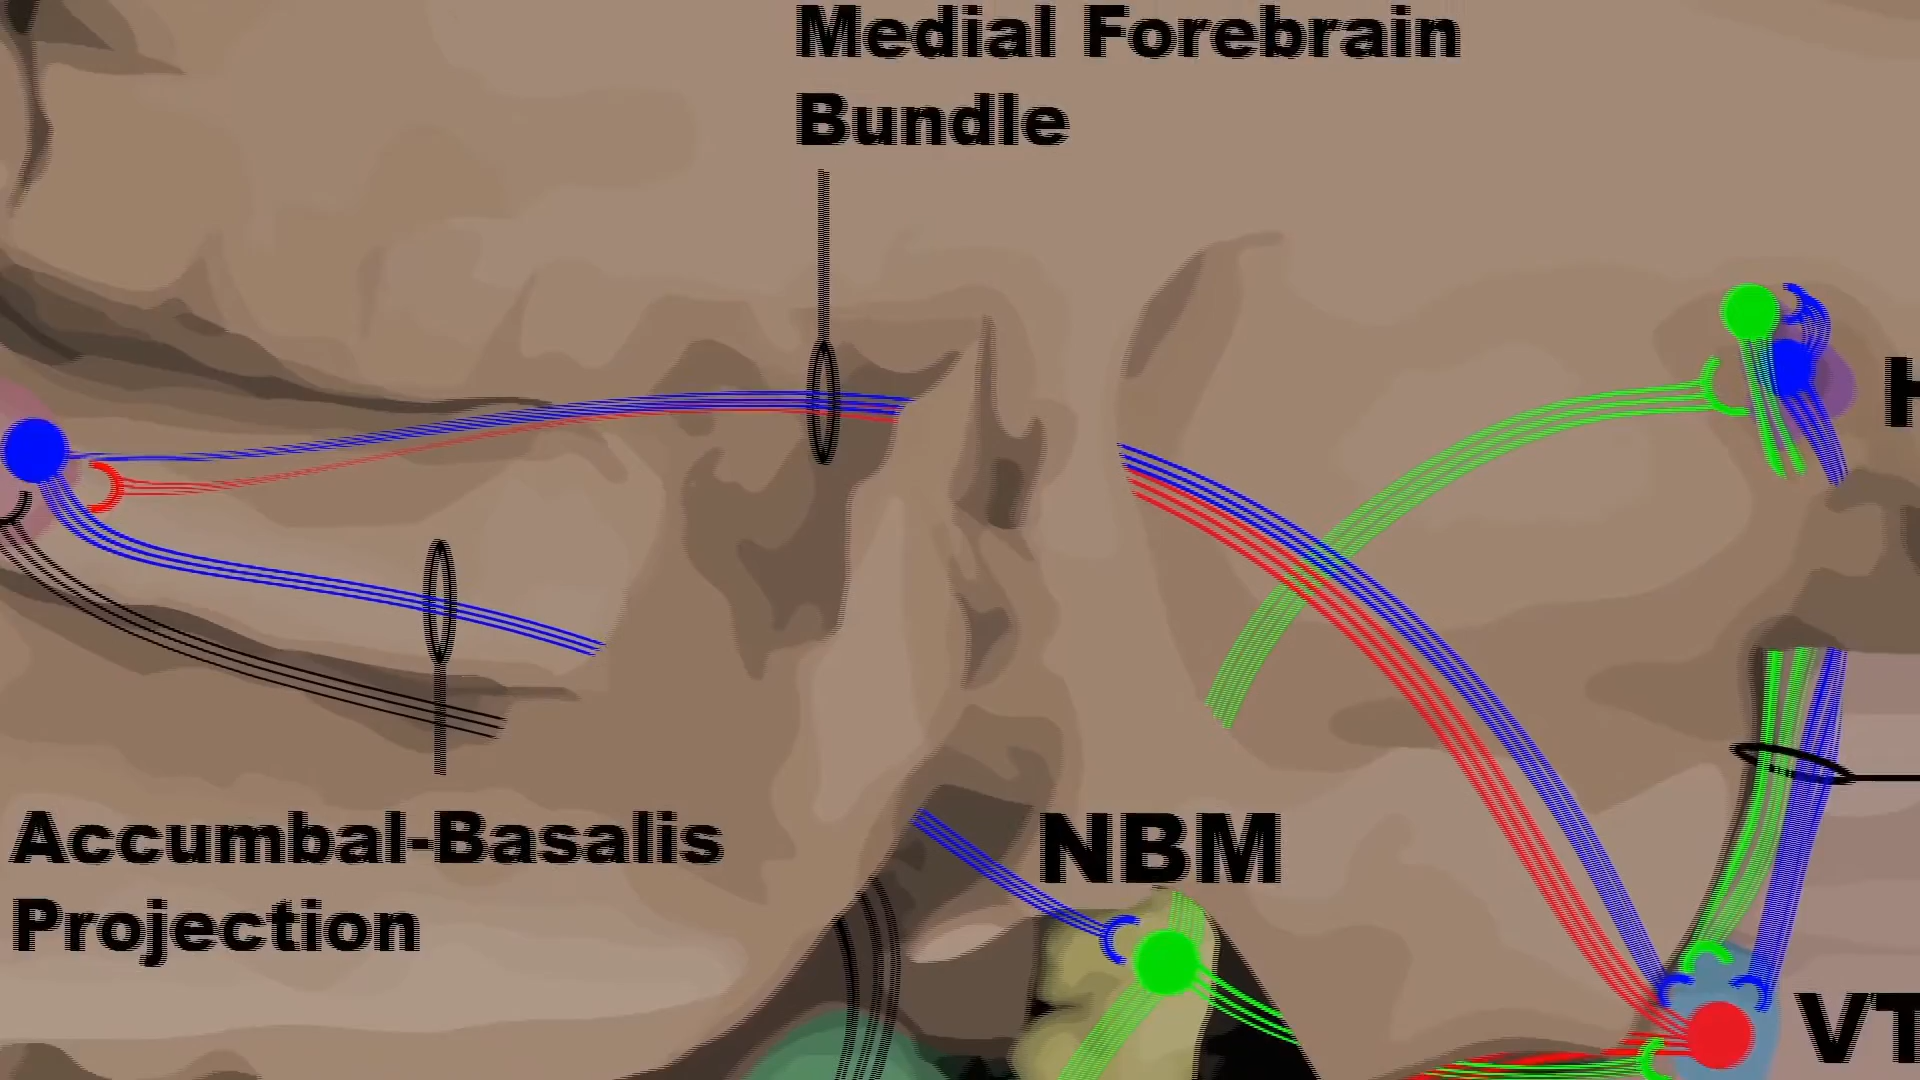 Medial Forebrain
Bundle
Accumbal-Basalis
Projection
NBM